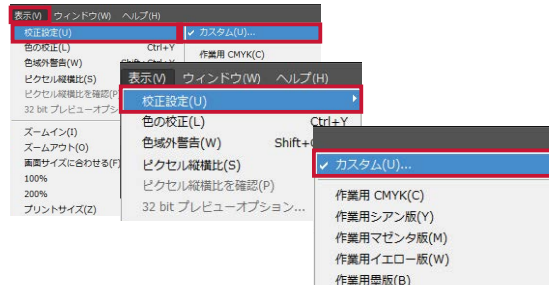 表示(V) ウィンドウ(W) ヘルプ(H)
校正設定(U)
カスタム(U)...
色の校正(L) Ctrl+Y
作業用 CMYK(C)
色域外警告(W)
ピクセル縦横比(S)
ピクセル縦横比を確認(P)
32 bit プレビューオプシ
ズームイン(I)
ズームアウト(O)
画面サイズに合わせる(F)
100%
200%
プリントサイズ(Z)
表示(V) ウィンドウ(W) ヘルプ(H)
校正設定(U)
色の校正(L) Ctrl+Y
色域外警告(W) Shift+
ピクセル縦横比(S)
ピクセル縦横比を確認(P)
32 bit プレビューオプション...
カスタム(U)...
作業用 CMYK(C)
作業用シアン版(Y)
作業用マゼンタ版(M)
作業用イエロー版(W)
作業用墨版(B)